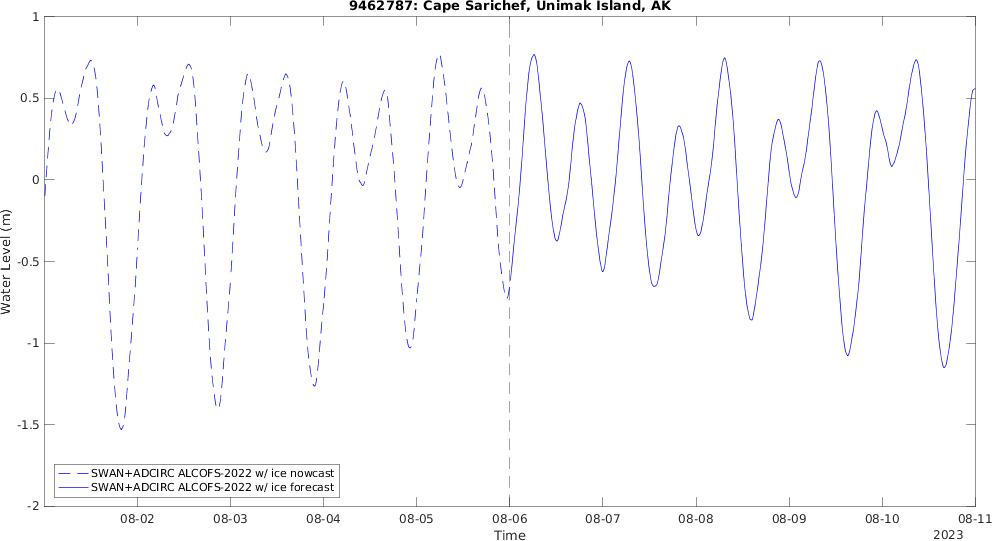 9462787: Cape Sarichef, Unimak Island, AK
1
0.5
0
-0.5
-1
-1.5
-2
Water Level (m)
SWAN+ADCIRC ALCOFS-2022 w/ ice nowcast
SWAN+ADCIRC ALCOFS-2022 w/ ice forecast
08-02 08-03 08-04 08-05 08-06 08-07 08-08 08-09 08-10 08-11
Time
2023